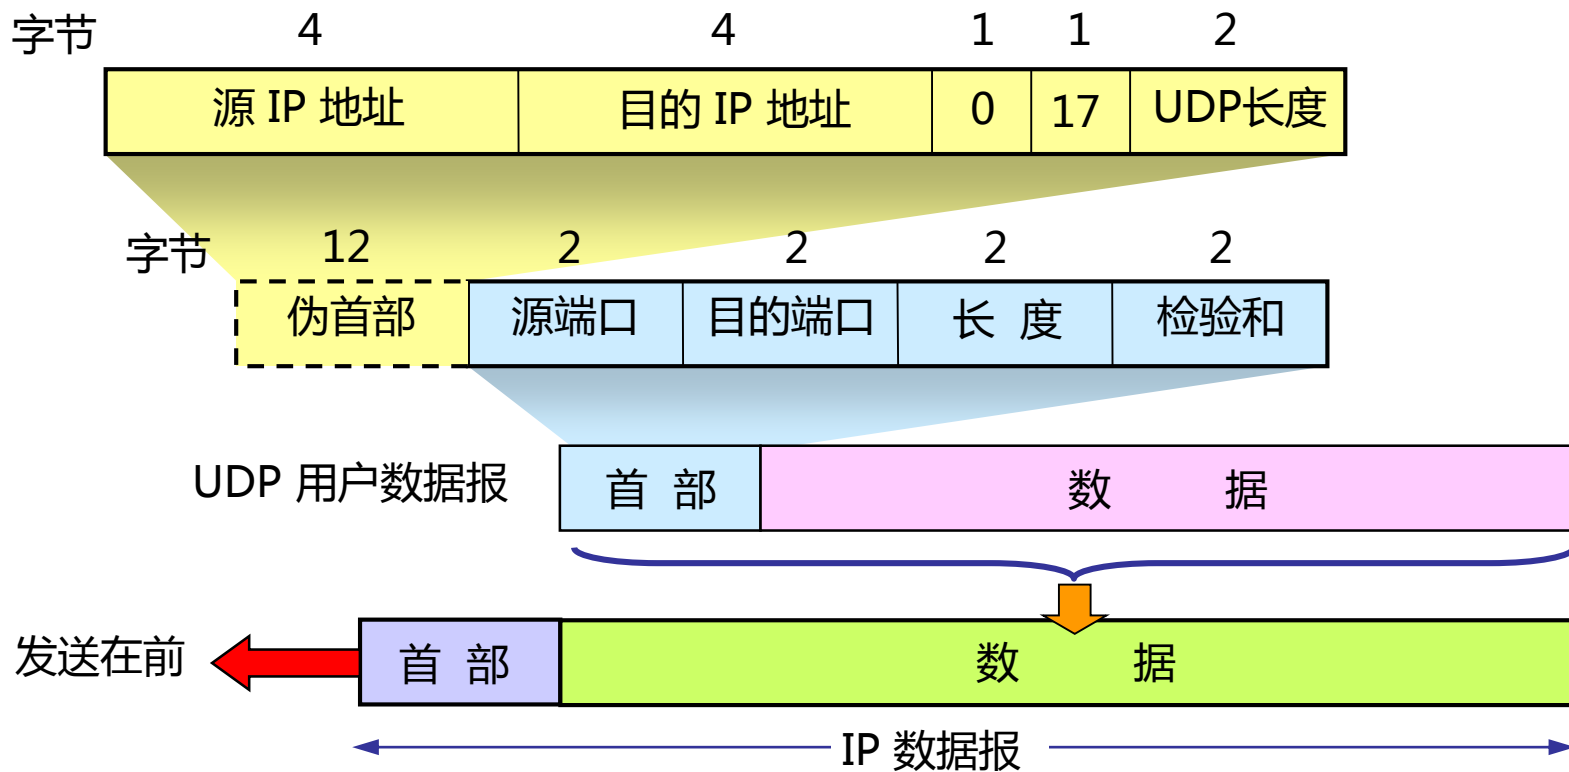 字节 4 4 1 1 2
源 IP 地址 目的 IP 地址 0 17 UDP长度
字节 12 2 2 2 2
伪首部 源端口 目的端口 长 度 检验和
UDP 用户数据报 首 部 数 据
发送在前 首 部 数 据
IP 数据报